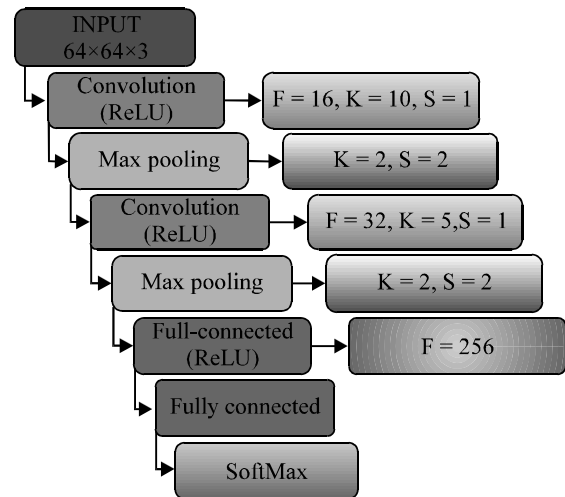 INPUT
64×64×3
Convolution
(ReLU)
F = 16, K = 10, S = 1
Max pooling
K = 2, S = 2
Convolution
(ReLU)
F = 32, K = 5,S = 1
Max pooling
K = 2, S = 2
Full-connected
(ReLU)
F = 256
Fully connected
SoftMax